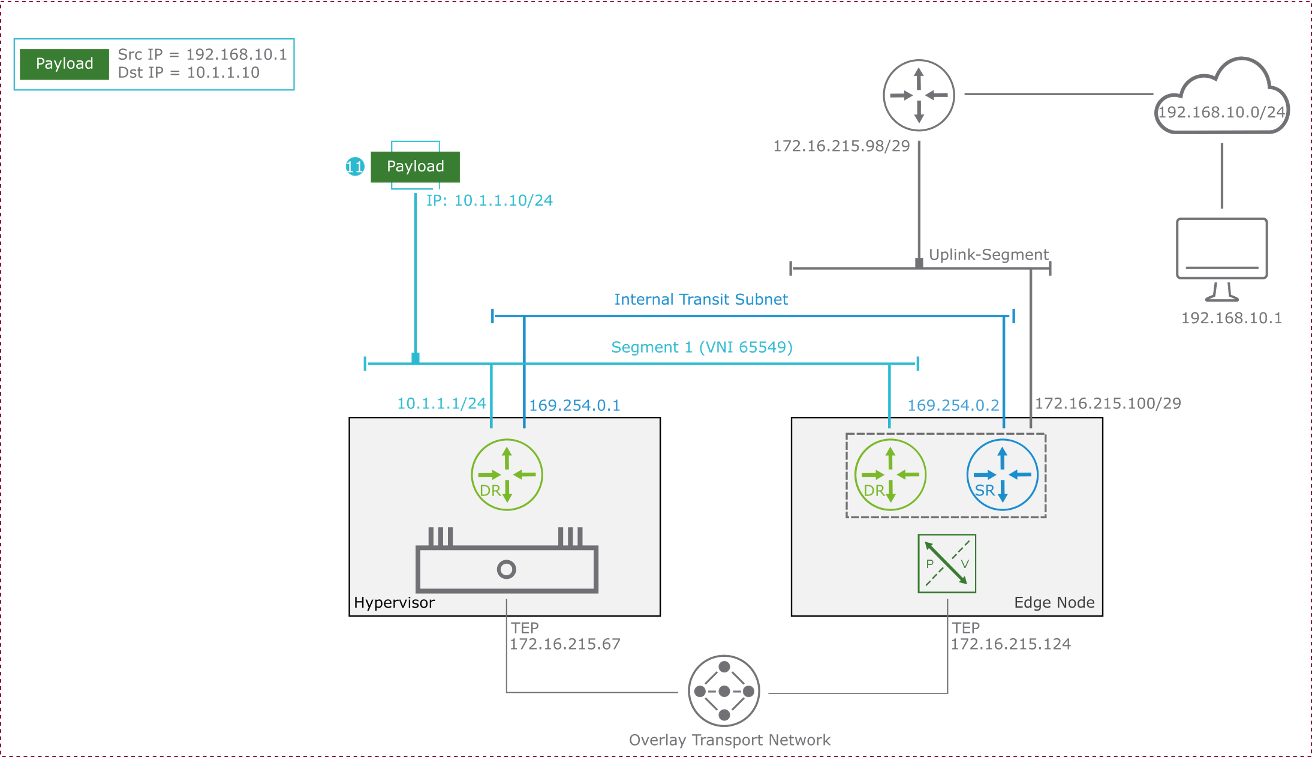 Payload
Src IP = 192.168.10.1
Dst IP = 10.1.1.10
192.168.10.0/24
172.16.215.98/29
11
Payload
IP: 10.1.1.10/24
Uplink-Segment
Internal Transit Subnet
192.168.10.1
Segment 1 (VNI 65549)
10.1.1.1/24
169.254.0.1
169.254.0.2
172.16.215.100/29
DR
DR
SR
P
V
Hypervisor
Edge Node
TEP
172.16.215.67
TEP
172.16.215.124
Overlay Transport Network